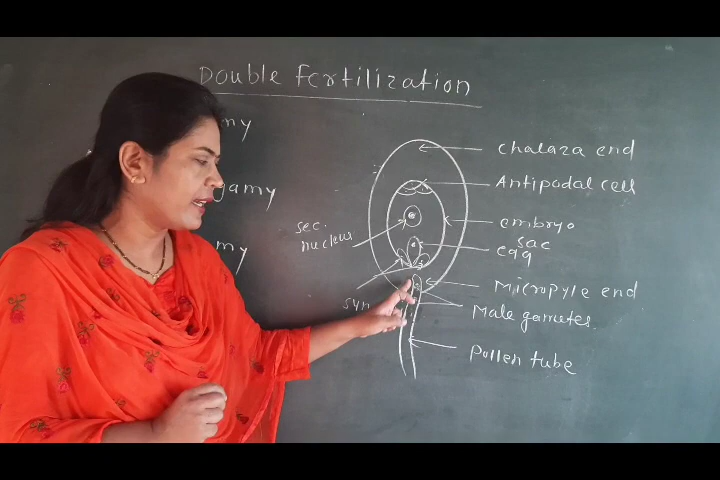 Double Fertilization
my
gamy
my
chalaza end
Antipodal cell
embryo
sac
egg
sec.
nucleus
syn
Micropyle end
Male gametes
Pollen tube